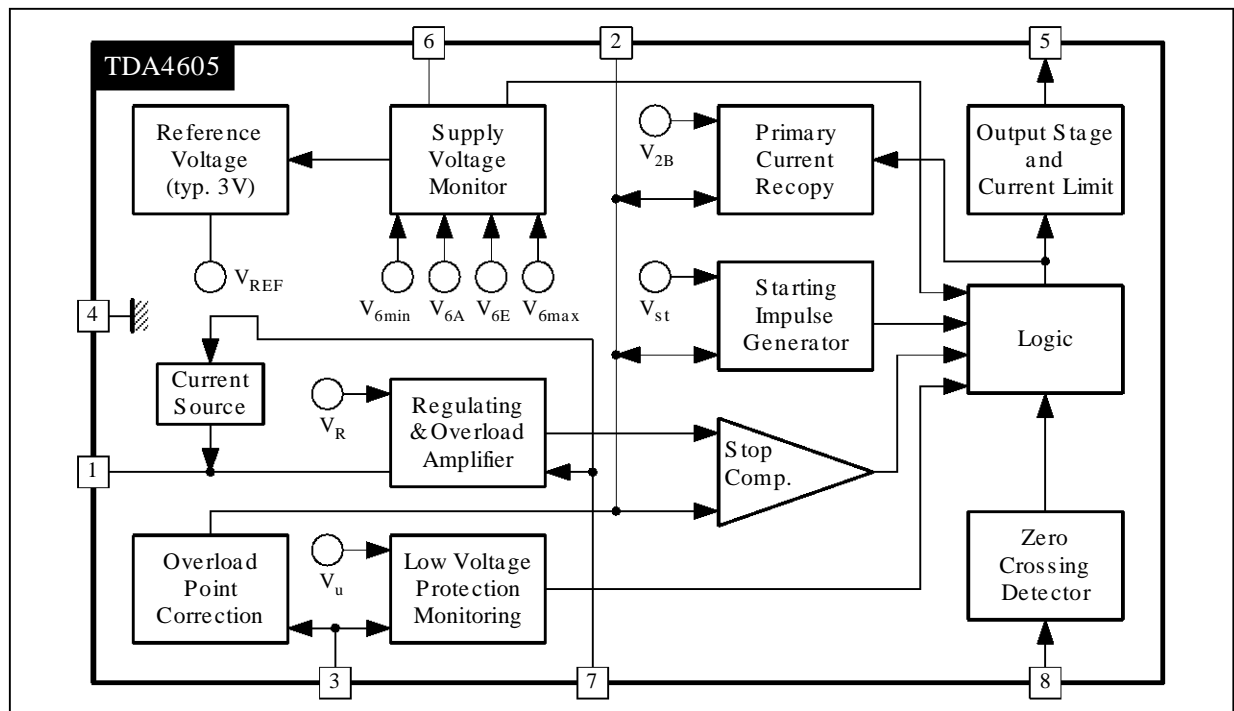 6
2
5
TDA4605
Reference
Voltage
(typ. 3V)
Supply
Voltage
Monitor
V2B
Primary
Current
Recopy
Output Stage
and
Current Limit
VREF
V6min
V6A
V6E
V6max
Vst
Starting
Impulse
Generator
Logic
4
Current
Source
VR
Regulating
&Overload
Amplifier
Stop
Comp.
1
Overload
Point
Correction
Vu
Low Voltage
Protection
Monitoring
Zero
Crossing
Detector
3
7
8